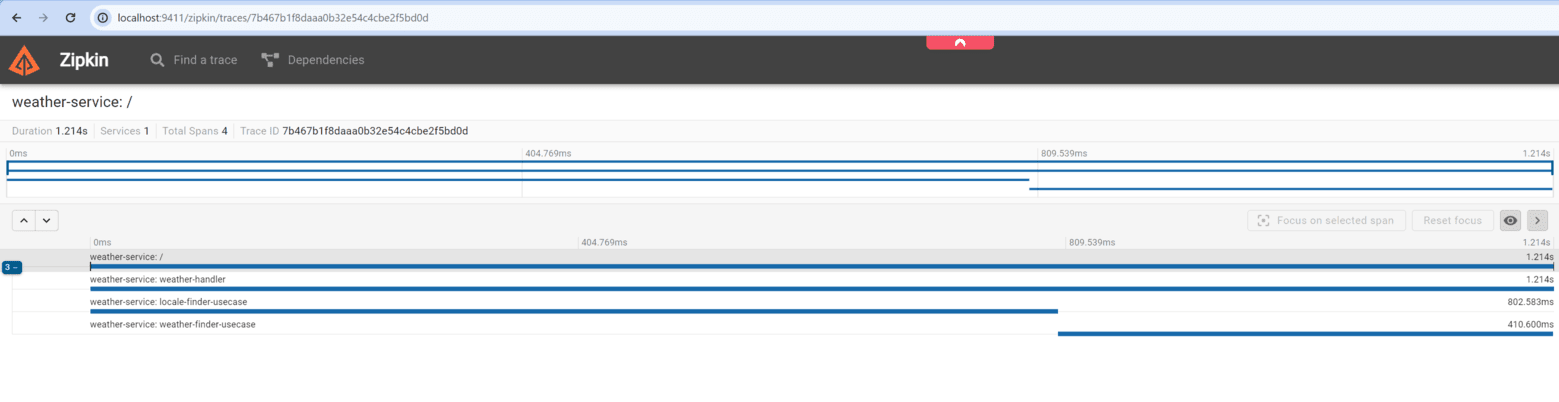 localhost:9411/zipkin/traces/7b467b1f8daaa0b32e54c4cbe2f5bd0d
Zipkin Find a trace Dependencies
weather-service: /
Duration 1.214s Services 1 Total Spans 4 Trace ID 7b467b1f8daaa0b32e54c4cbe2f5bd0d
0ms 404.769ms 809.539ms 1.214s
Focus on selected span Reset focus
0ms 404.769ms 809.539ms 1.214s
weather-service: / 1.214s
3 –
weather-service: weather-handler 1.214s
weather-service: locale-finder-usecase 802.583ms
weather-service: weather-finder-usecase 410.600ms